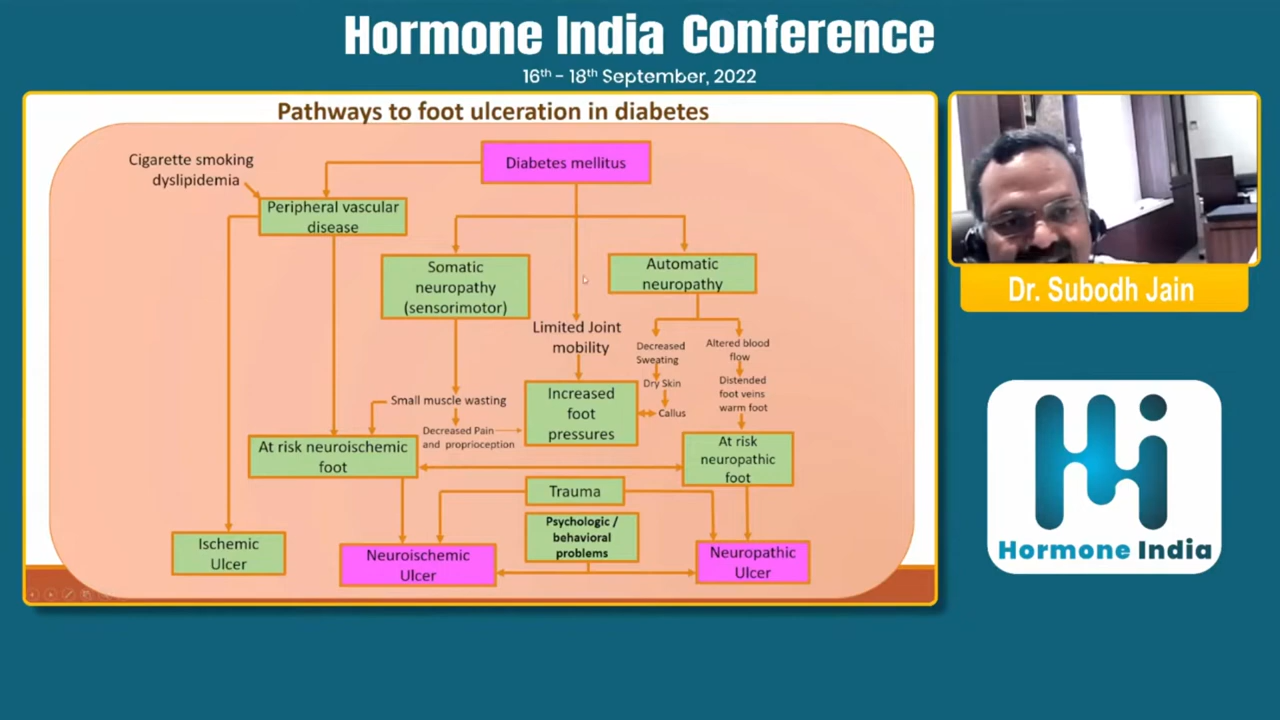 Hormone India Conference
16th - 18th September, 2022
Pathways to foot ulceration in diabetes
Cigarette smoking
dyslipidemia
Diabetes mellitus
Peripheral vascular
disease
Somatic
neuropathy
(sensorimotor)
Automatic
neuropathy
Limited Joint
mobility
Decreased
Sweating
Altered blood
flow
Dry Skin
Distended
foot veins
warm foot
Small muscle wasting
Increased
foot
pressures
Callus
Decreased Pain
and proprioception
At risk neuroischemic
foot
At risk
neuropathic
foot
Trauma
Psychologic /
behavioral
problems
Ischemic
Ulcer
Neuroischemic
Ulcer
Neuropathic
Ulcer
Dr. Subodh Jain
Hi
Hormone India